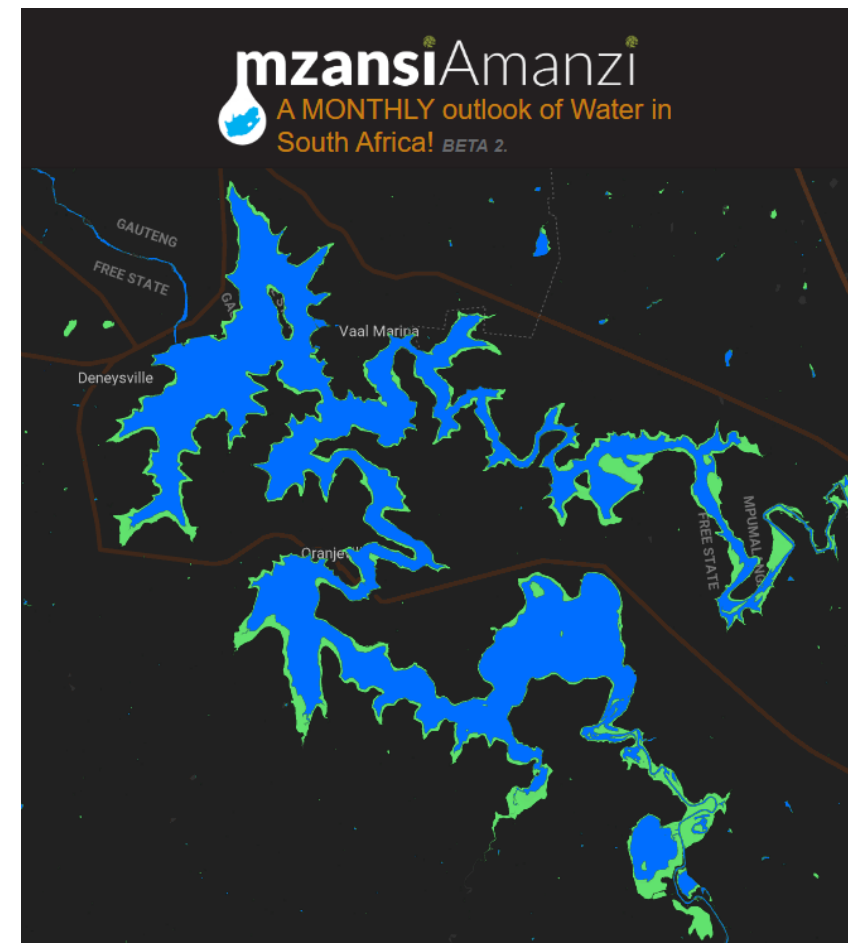 mzansiAmanzi
A MONTHLY outlook of Water in
South Africa! BETA 2.
GAUTENG
FREE STATE
Vaal Marina
Deneysville
MPUMALANG
FREE STATE
Oranje